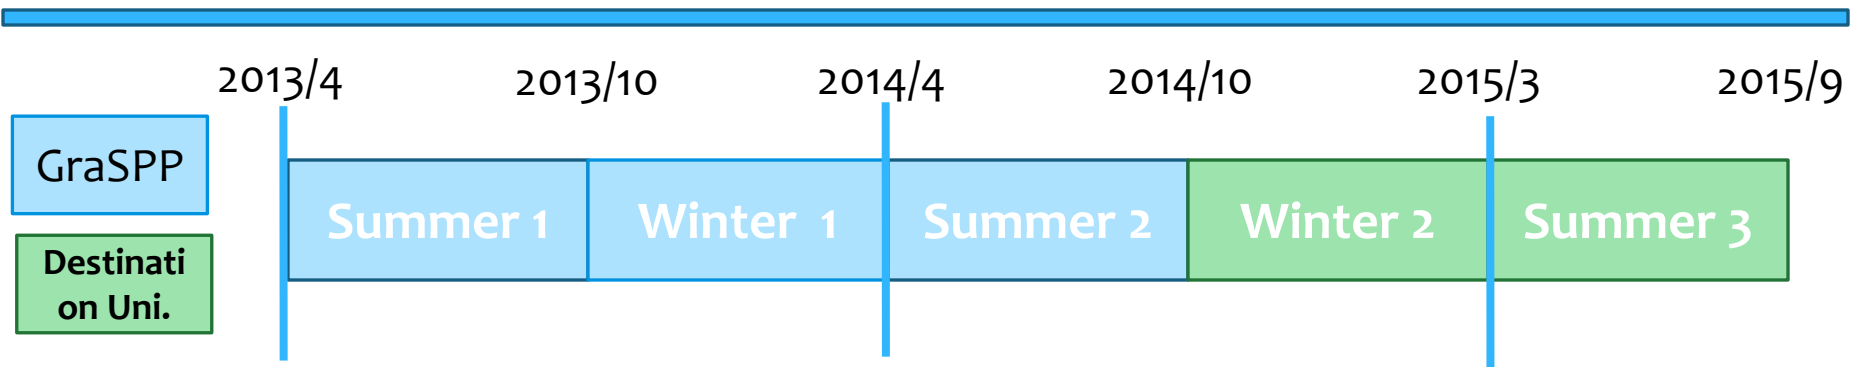 2013/4 2013/10 2014/4 2014/10 2015/3 2015/9
GraSPP
Summer 1 Winter 1 Summer 2 Winter 2 Summer 3
Destinati
on Uni.